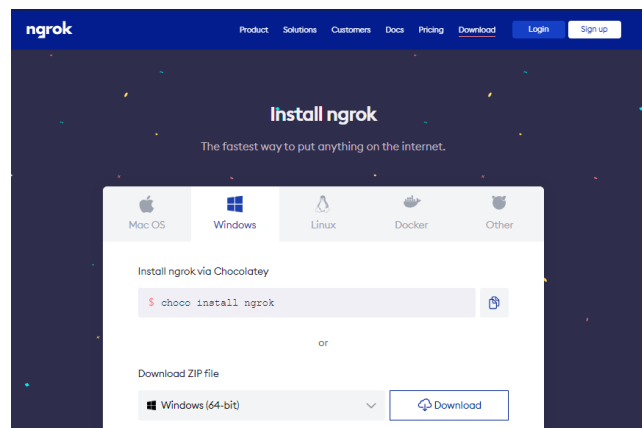 ngrok
Product Solutions Customers Docs Pricing Download Login Sign up
Install ngrok
The fastest way to put anything on the internet.
Mac OS Windows Linux Docker Other
Install ngrok via Chocolatey
$ choco install ngrok
or
Download ZIP file
Windows (64-bit) Download